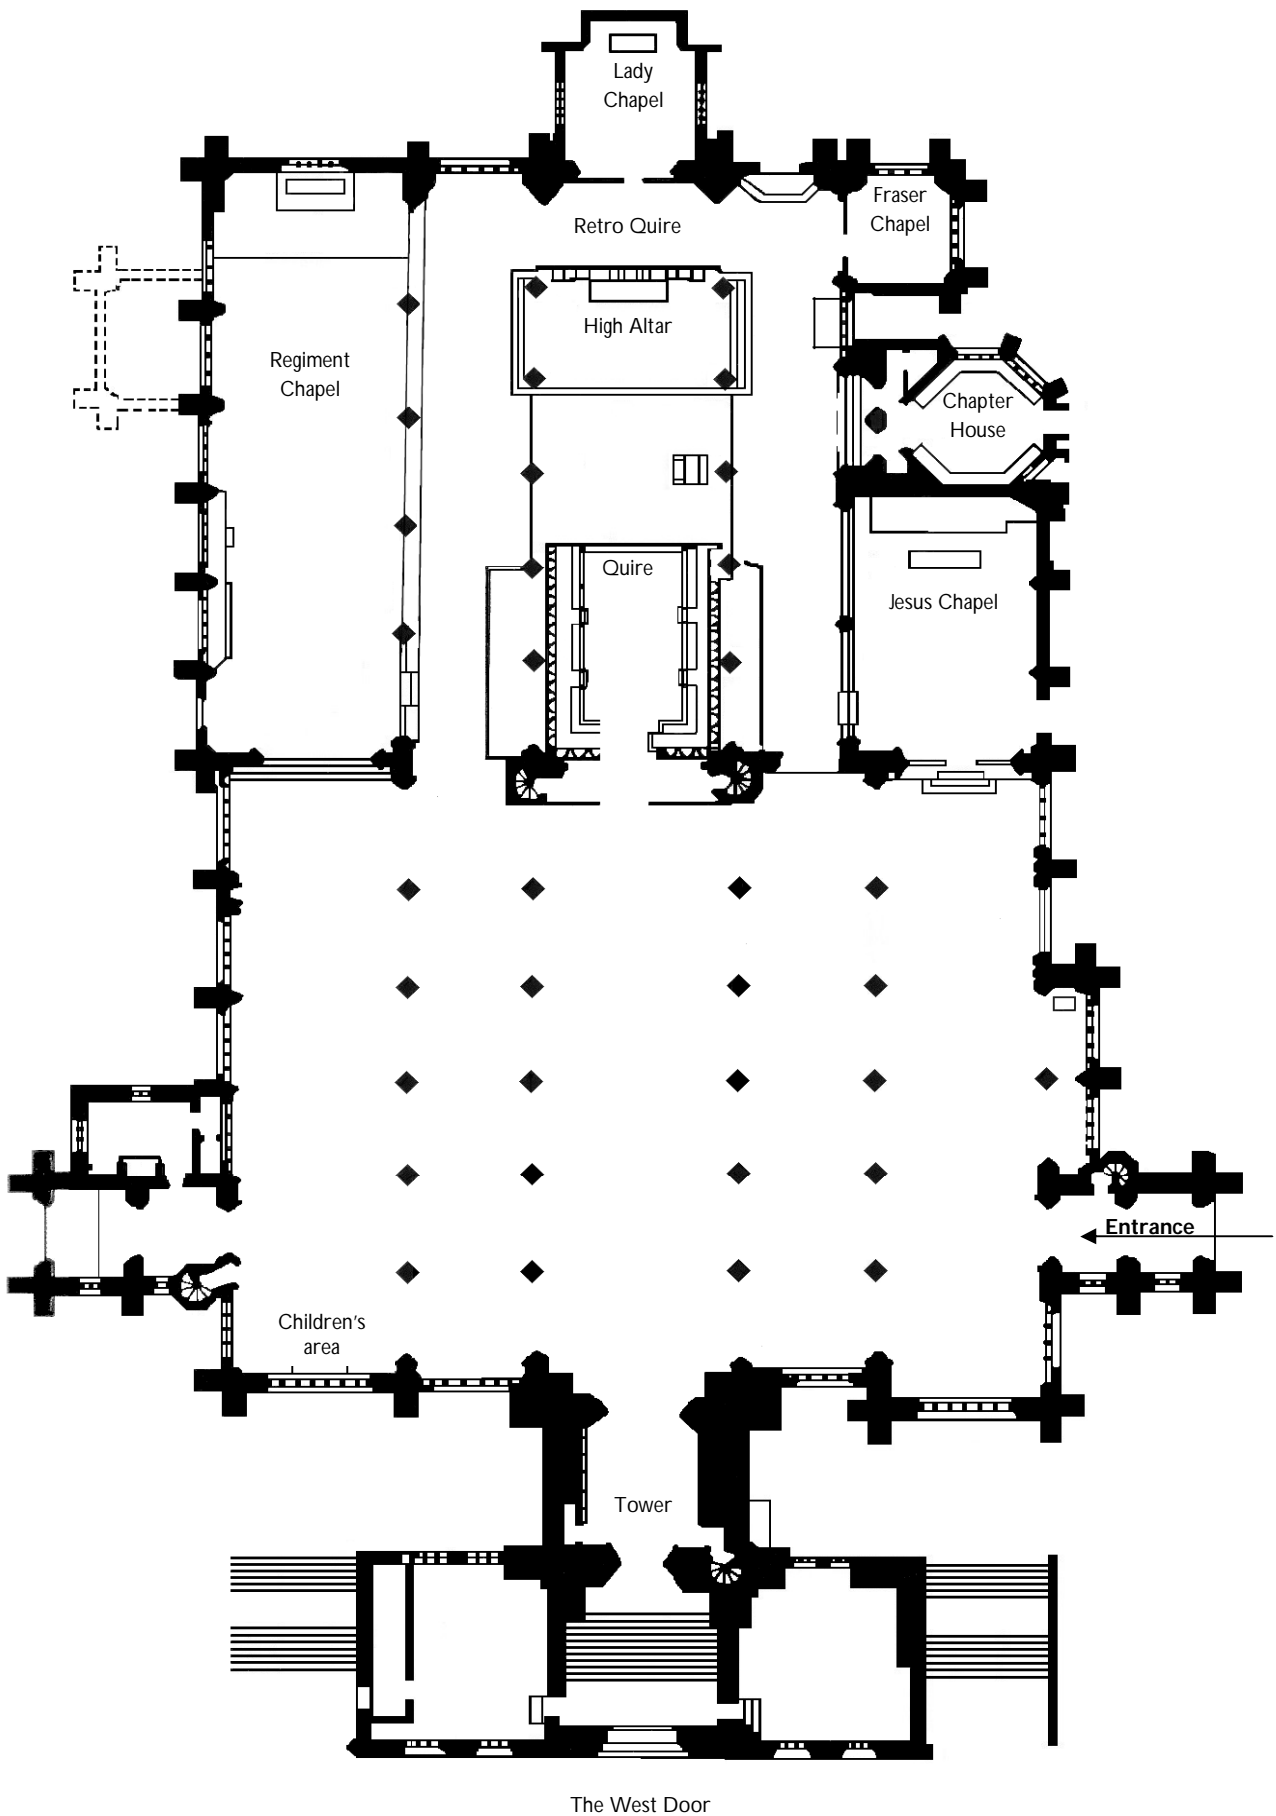 Lady
Chapel
Fraser
Chapel
Retro Quire
High Altar
Regiment
Chapel
Chapter
House
Quire
Jesus Chapel
Entrance
Children's
area
Tower
The West Door